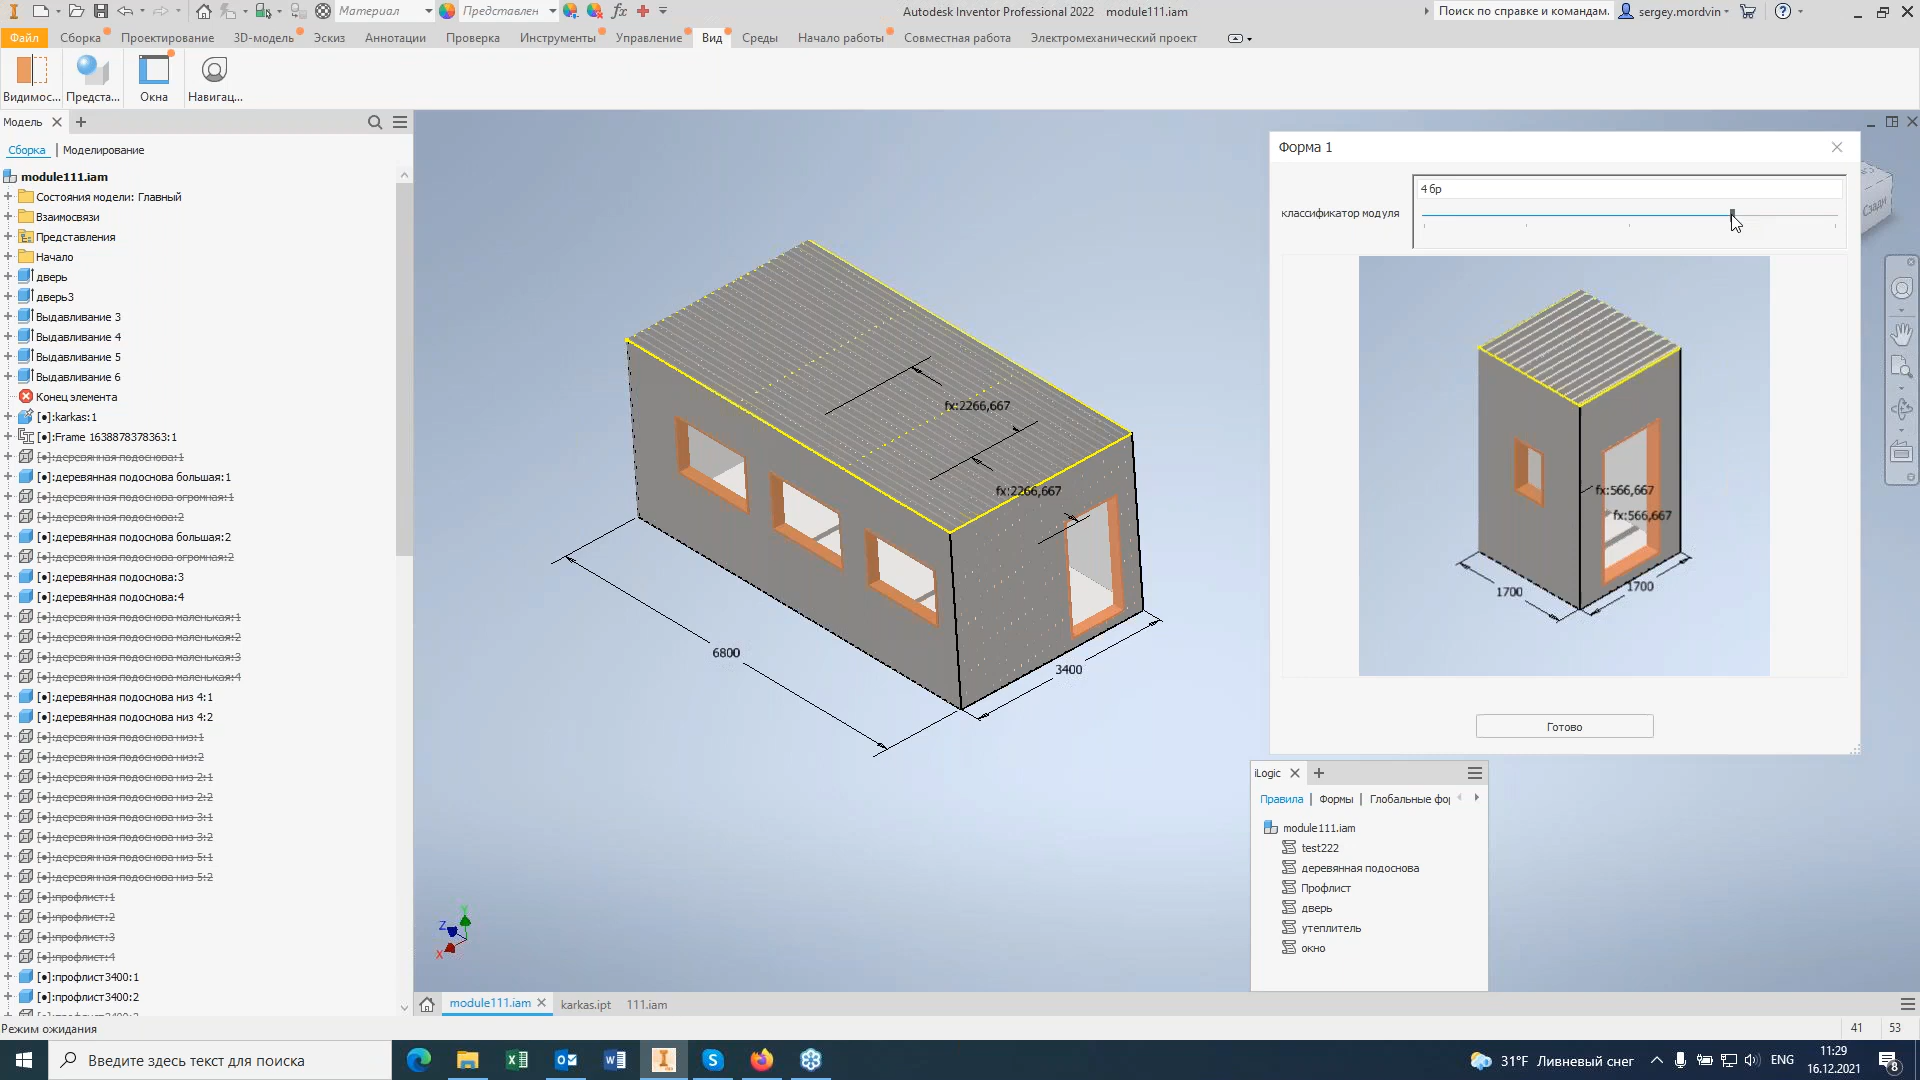 Материал
Представлен
fx
Autodesk Inventor Professional 2022 module111.iam
Поиск по справке и командам.
sergey.mordvin
Файл
Сборка
Проектирование
3D-модель
Эскиз
Аннотации
Проверка
Инструменты
Управление
Вид
Среды
Начало работы
Совместная работа
Электромеханический проект
Видимос...
Предста...
Окна
Навигац...
Модель
Сборка | Моделирование
module111.iam
Состояния модели: Главный
Взаимосвязи
Представления
Начало
дверь
дверь3
Выдавливание 3
Выдавливание 4
Выдавливание 5
Выдавливание 6
Конец элемента
[•]:karkas:1
[•]:Frame 1638878378363:1
[•]:деревянная подоснова:1
[•]:деревянная подоснова большая:1
[•]:деревянная подоснова огромная:1
[•]:деревянная подоснова:2
[•]:деревянная подоснова большая:2
[•]:деревянная подоснова огромная:2
[•]:деревянная подоснова:3
[•]:деревянная подоснова:4
[•]:деревянная подоснова маленькая:1
[•]:деревянная подоснова маленькая:2
[•]:деревянная подоснова маленькая:3
[•]:деревянная подоснова маленькая:4
[•]:деревянная подоснова низ 4:1
[•]:деревянная подоснова низ 4:2
[•]:деревянная подоснова низ:1
[•]:деревянная подоснова низ:2
[•]:деревянная подоснова низ 2:1
[•]:деревянная подоснова низ 2:2
[•]:деревянная подоснова низ 3:1
[•]:деревянная подоснова низ 3:2
[•]:деревянная подоснова низ 5:1
[•]:деревянная подоснова низ 5:2
[•]:профлист:1
[•]:профлист:2
[•]:профлист:3
[•]:профлист:4
[•]:профлист3400:1
[•]:профлист3400:2
fx:2266,667
fx:2266,667
6800
3400
Y
Z
X
Форма 1
4 бр
классификатор модуля
fx:566,667
fx:566,667
1700
1700
Готово
Сзади
iLogic
Правила | Формы | Глобальные фор
module111.iam
test222
деревянная подоснова
Профлист
дверь
утеплитель
окно
module111.iam
karkas.ipt
111.iam
Режим ожидания
41 53
Введите здесь текст для поиска
31°F Ливневый снег
ENG
11:29
16.12.2021
8